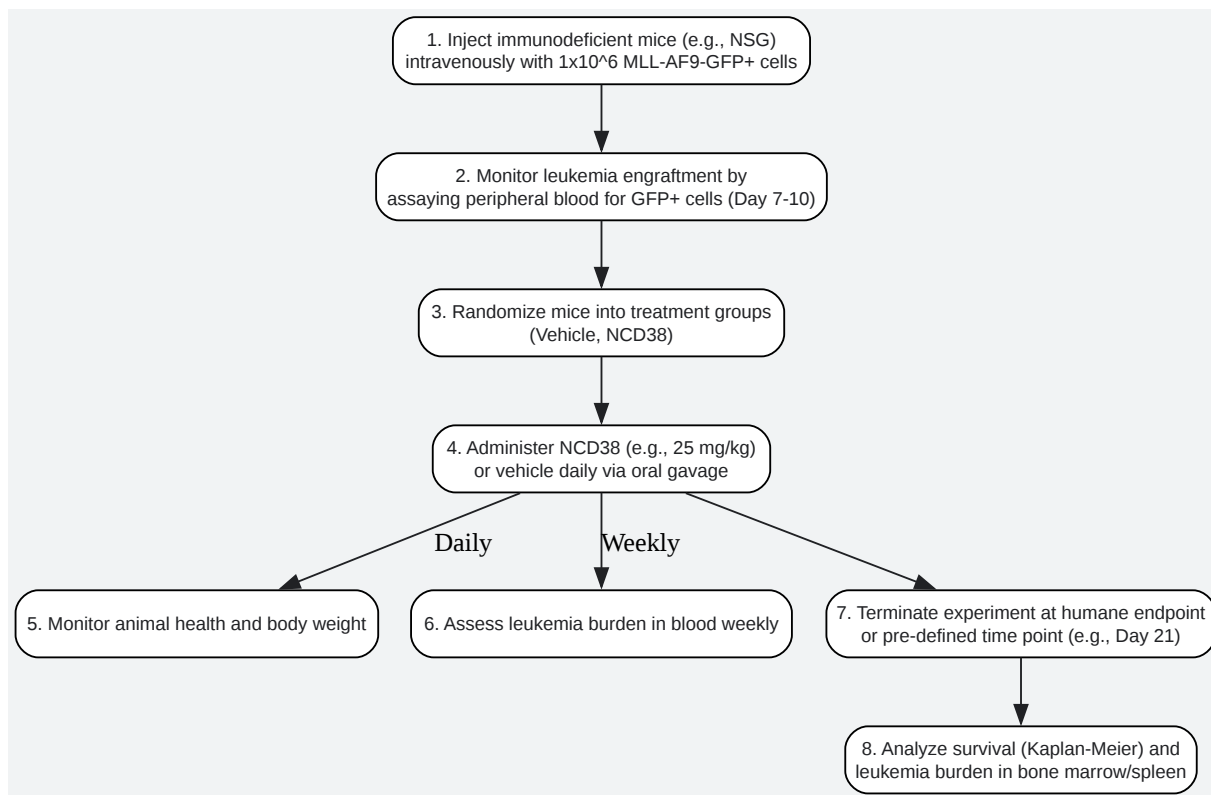 1. Inject immunodeficient mice (e.g., NSG)
intravenously with 1x10^6 MLL-AF9-GFP+ cells
2. Monitor leukemia engraftment by
assaying peripheral blood for GFP+ cells (Day 7-10)
3. Randomize mice into treatment groups
(Vehicle, NCD38)
4. Administer NCD38 (e.g., 25 mg/kg)
or vehicle daily via oral gavage
Daily
Weekly
5. Monitor animal health and body weight
6. Assess leukemia burden in blood weekly
7. Terminate experiment at humane endpoint
or pre-defined time point (e.g., Day 21)
8. Analyze survival (Kaplan-Meier) and
leukemia burden in bone marrow/spleen